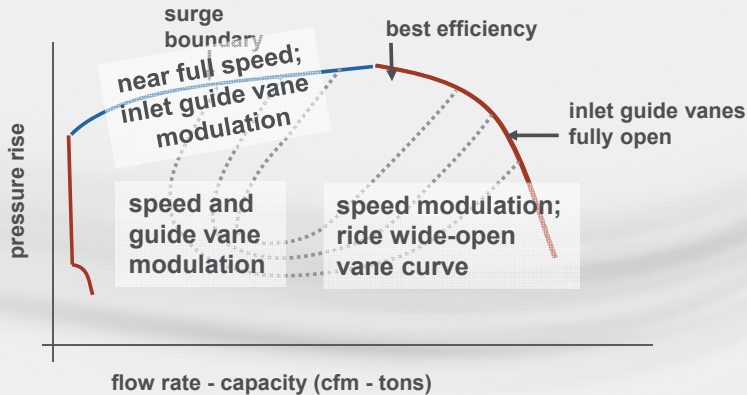 surge
boundary
best efficiency
near full speed;
inlet guide vane
modulation
inlet guide vanes
fully open
pressure rise
speed and
guide vane
modulation
speed modulation;
ride wide-open
vane curve
flow rate - capacity (cfm - tons)